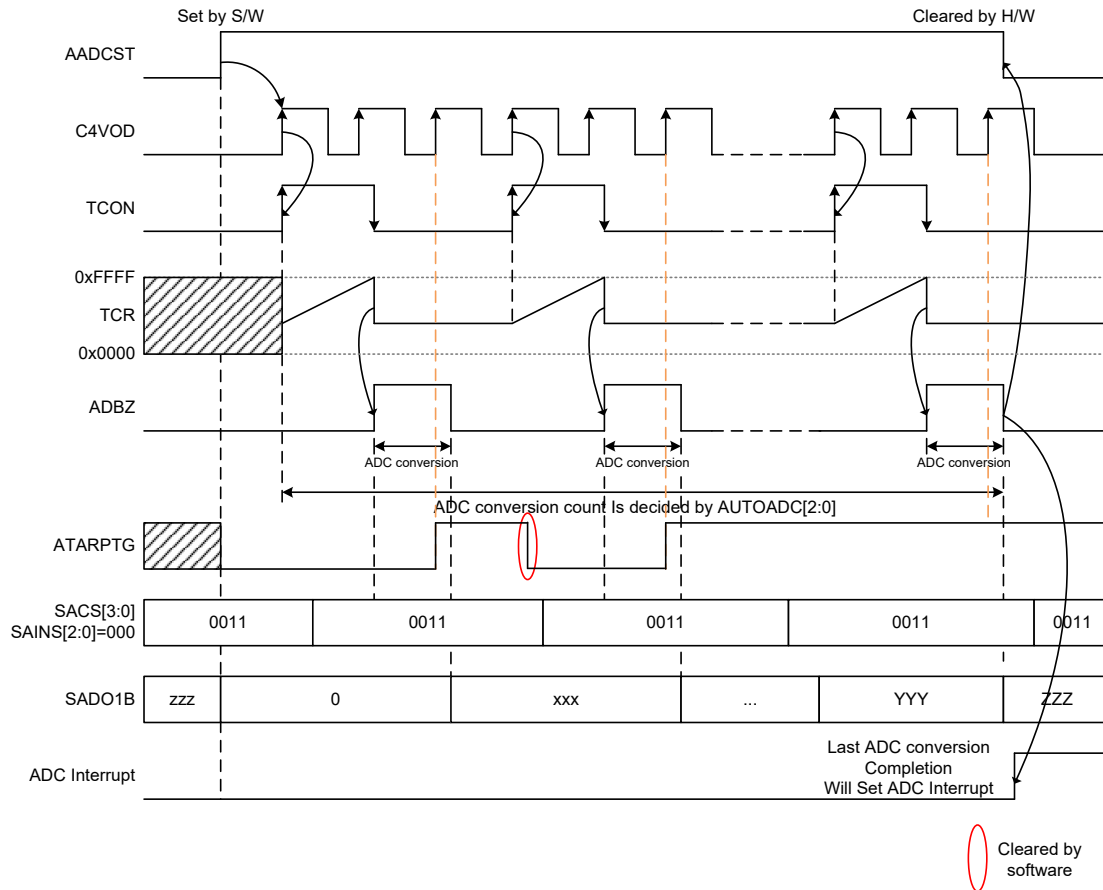 Set by S/W
Cleared by H/W
AADCST
C4VOD
TCON
0xFFFF
TCR
0x0000
ADBZ
ADC conversion
ADC conversion
ADC conversion
ADC conversion count Is decided by AUTOADC[2:0]
ATARPTG
SACS[3:0]
SAINS[2:0]=000
0011
0011
0011
0011
0011
SADO1B
zzz
0
xxx
...
YYY
ZZZ
ADC Interrupt
Last ADC conversion
Completion
Will Set ADC Interrupt
Cleared by
software